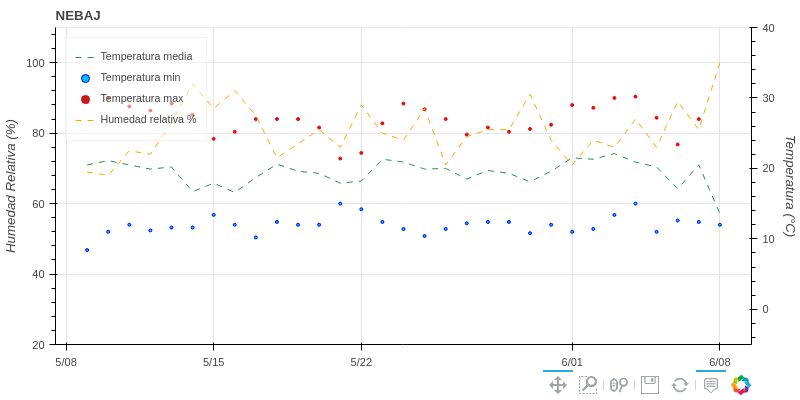 NEBAJ
Temperatura media
Temperatura min
Temperatura max
Humedad relativa %
Humedad Relativa (%)
100
80
60
40
20
Temperatura (°C)
40
30
20
10
0
5/08
5/15
5/22
6/01
6/08